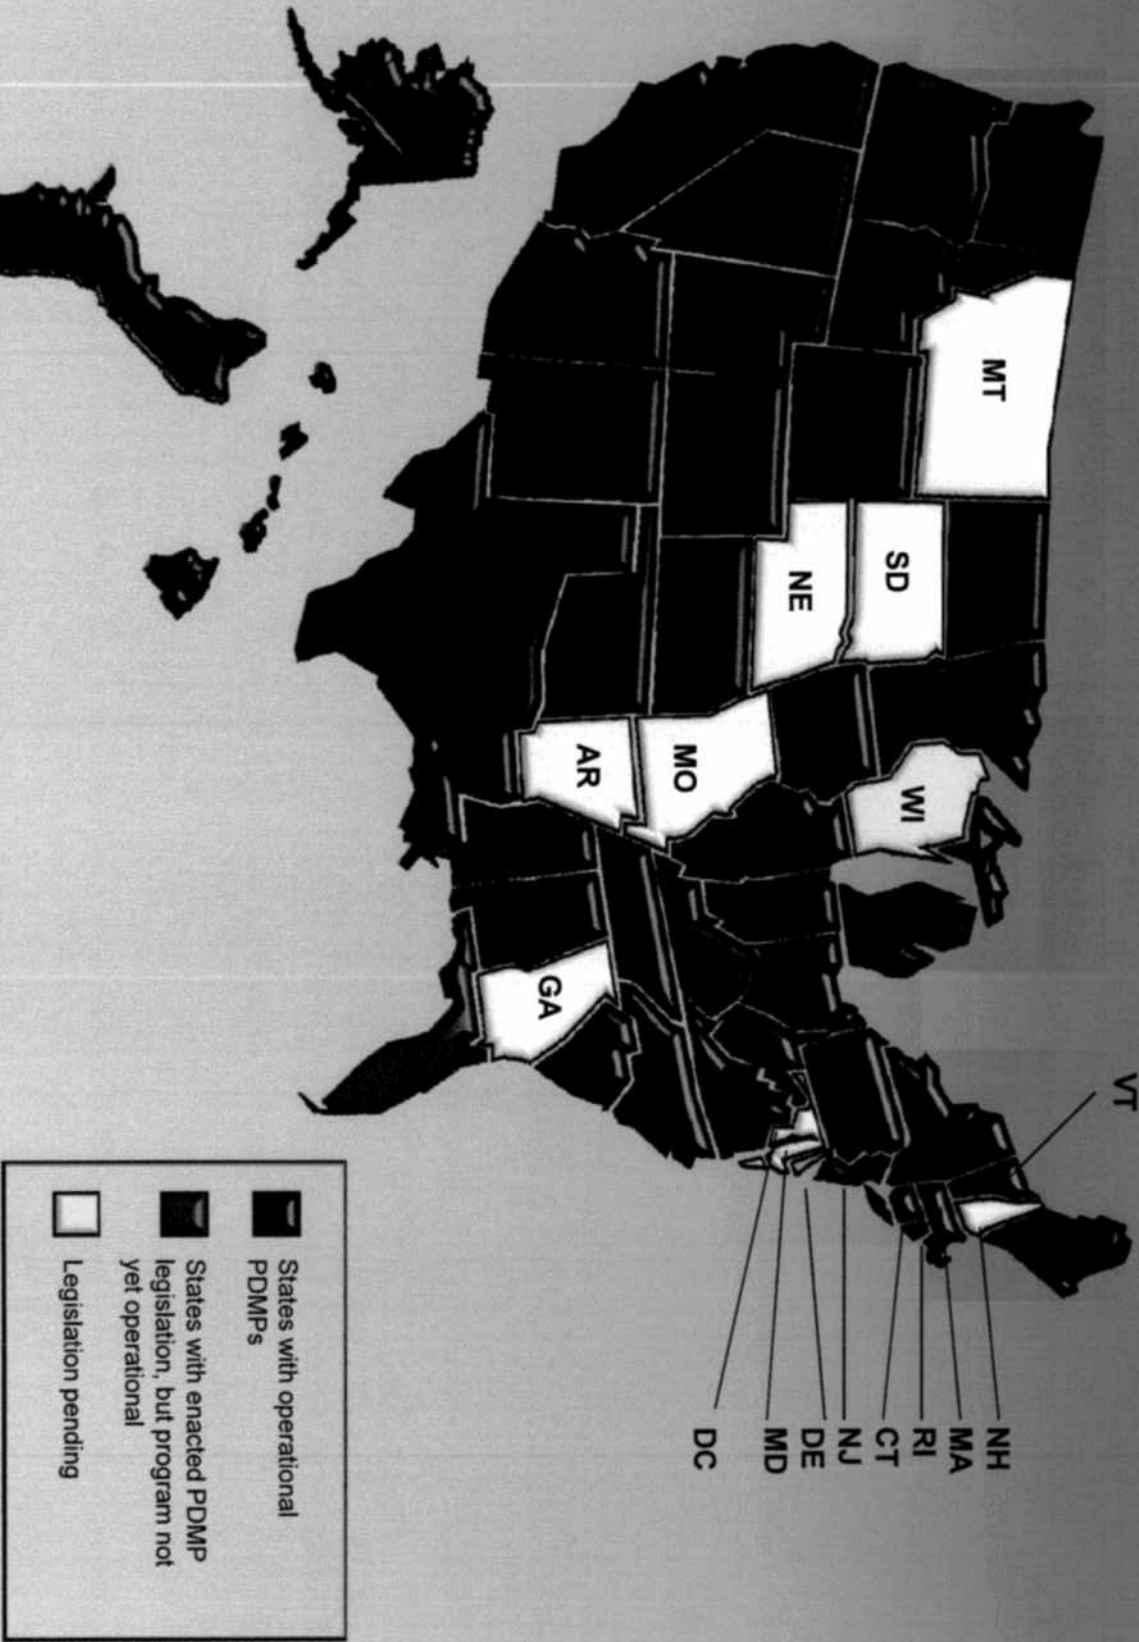 MT
SD
NE
WI
MO
AR
GA
VT
NH
MA
RI
CT
NJ
DE
MD
DC
States with operational
PDMPs
States with enacted PDMP
legislation, but program not
yet operational
Legislation pending